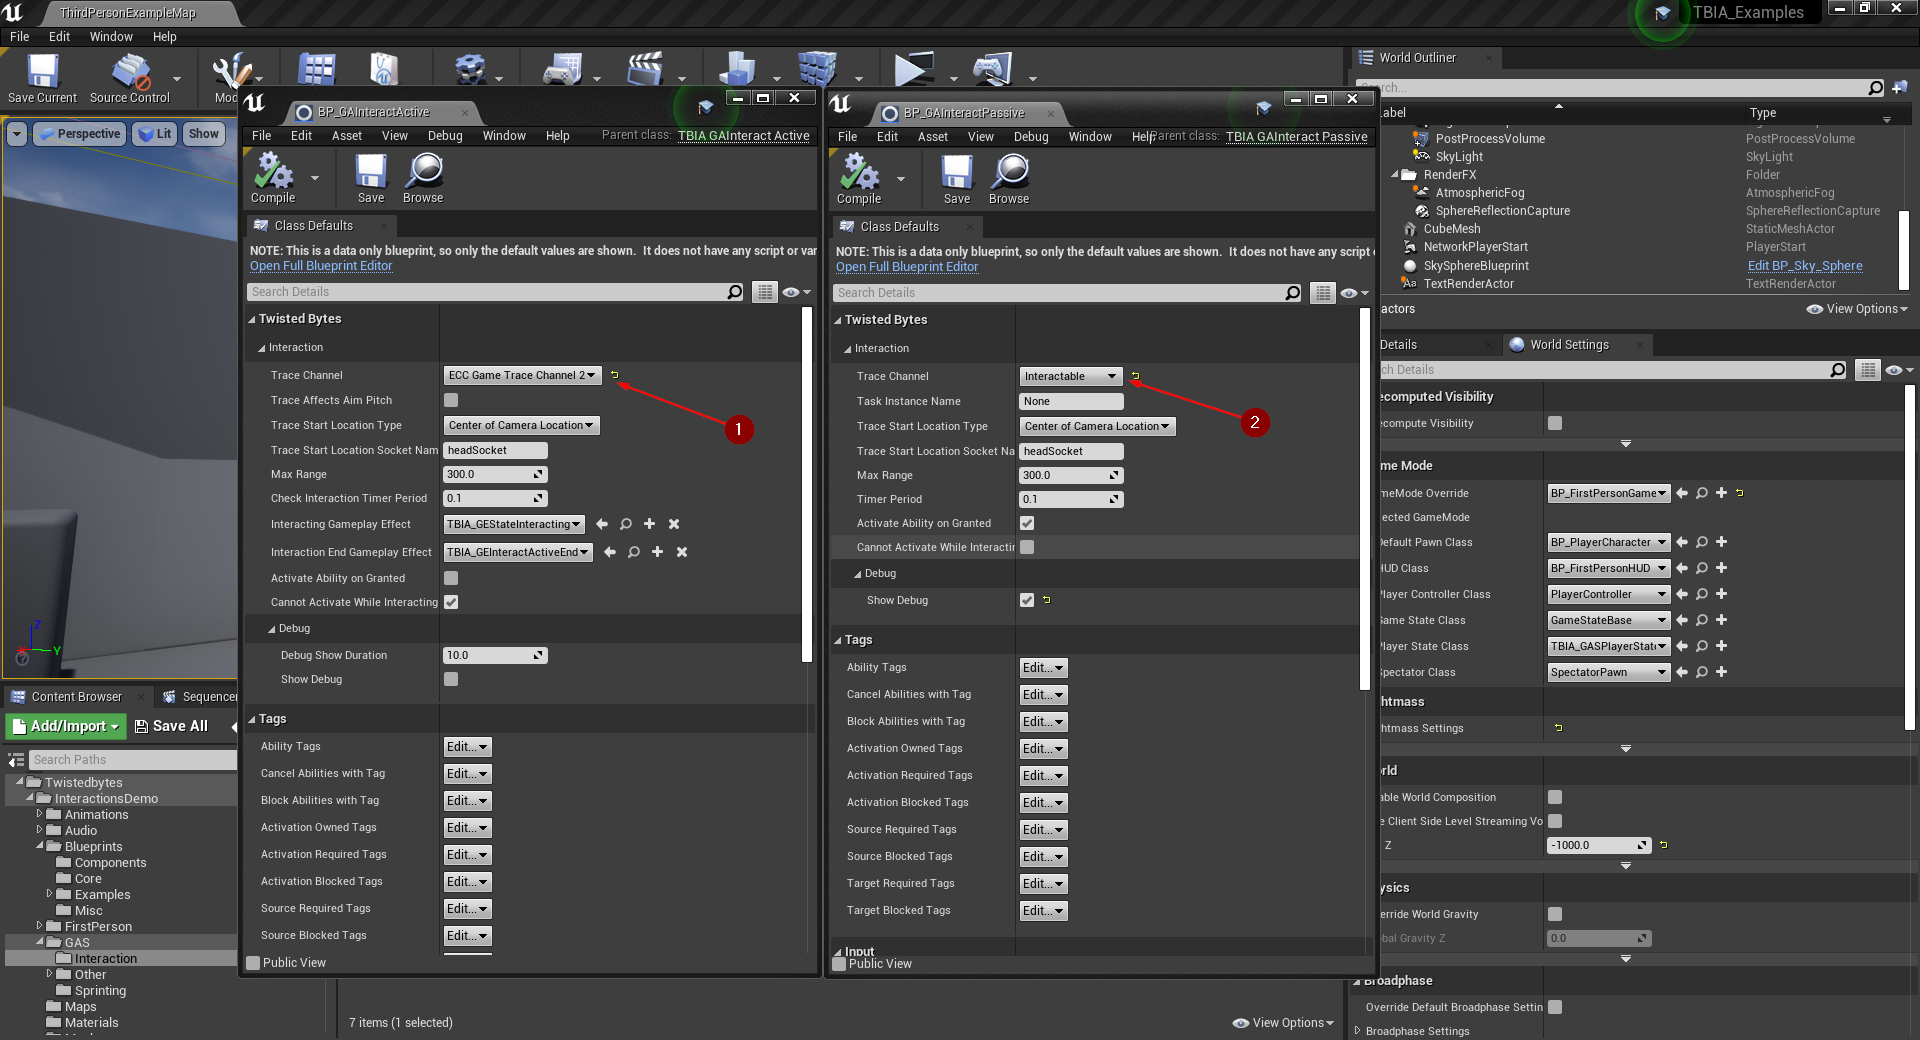 ThirdPersonExampleMap
TBIA_Examples
File Edit Window Help
Save Current
Source Control
World Outliner
Label
Type
PostProcessVolume PostProcessVolume
SkyLight SkyLight
RenderFX Folder
AtmosphericFog AtmosphericFog
SphereReflectionCapture SphereReflectionCapture
CubeMesh StaticMeshActor
NetworkPlayerStart PlayerStart
SkySphereBlueprint Edit BP_Sky_Sphere
TextRenderActor TextRenderActor
actors
View Options
Perspective Lit Show
BP_GAInteractActive
File Edit Asset View Debug Window Help
Parent class: TBIA GAInteract Active
Compile Save Browse
Class Defaults
NOTE: This is a data only blueprint, so only the default values are shown. It does not have any script or var
Open Full Blueprint Editor
Search Details
Twisted Bytes
Interaction
Trace Channel ECC Game Trace Channel 2
1
Trace Affects Aim Pitch
Trace Start Location Type Center of Camera Location
Trace Start Location Socket Nam headSocket
Max Range 300.0
Check Interaction Timer Period 0.1
Interacting Gameplay Effect TBIA_GEStateInteracting
Interaction End Gameplay Effect TBIA_GEInteractActiveEnd
Activate Ability on Granted
Cannot Activate While Interacting
Debug
Debug Show Duration 10.0
Show Debug
Tags
Ability Tags Edit...
Cancel Abilities with Tag Edit...
Block Abilities with Tag Edit...
Activation Owned Tags Edit...
Activation Required Tags Edit...
Activation Blocked Tags Edit...
Source Required Tags Edit...
Source Blocked Tags Edit...
Public View
BP_GAInteractPassive
File Edit Asset View Debug Window Help
Parent class: TBIA GAInteract Passive
Compile Save Browse
Class Defaults
NOTE: This is a data only blueprint, so only the default values are shown. It does not have any script
Open Full Blueprint Editor
Search Details
Twisted Bytes
Interaction
Trace Channel Interactable
2
Task Instance Name None
Trace Start Location Type Center of Camera Location
Trace Start Location Socket Na headSocket
Max Range 300.0
Timer Period 0.1
Activate Ability on Granted
Cannot Activate While Interactin
Debug
Show Debug
Tags
Ability Tags Edit...
Cancel Abilities with Tag Edit...
Block Abilities with Tag Edit...
Activation Owned Tags Edit...
Activation Required Tags Edit...
Activation Blocked Tags Edit...
Source Required Tags Edit...
Source Blocked Tags Edit...
Target Required Tags Edit...
Target Blocked Tags Edit...
Input
Public View
Details
World Settings
ch Details
ecomputed Visibility
ecompute Visibility
me Mode
meMode Override BP_FirstPersonGame
ected GameMode
Default Pawn Class BP_PlayerCharacter
HUD Class BP_FirstPersonHUD
Player Controller Class PlayerController
Game State Class GameStateBase
Player State Class TBIA_GASPlayerState
Spectator Class SpectatorPawn
htmass
htmass Settings
rld
able World Composition
e Client Side Level Streaming Vo
Z -1000.0
ysics
erride World Gravity
bal Gravity Z 0.0
Broadphase
Override Default Broadphase Settin
Broadphase Settings
Content Browser
Sequencer
Add/Import
Save All
Search Paths
Twistedbytes
InteractionsDemo
Animations
Audio
Blueprints
Components
Core
Examples
Misc
FirstPerson
GAS
Interaction
Other
Sprinting
Maps
Materials
7 items (1 selected)
View Options